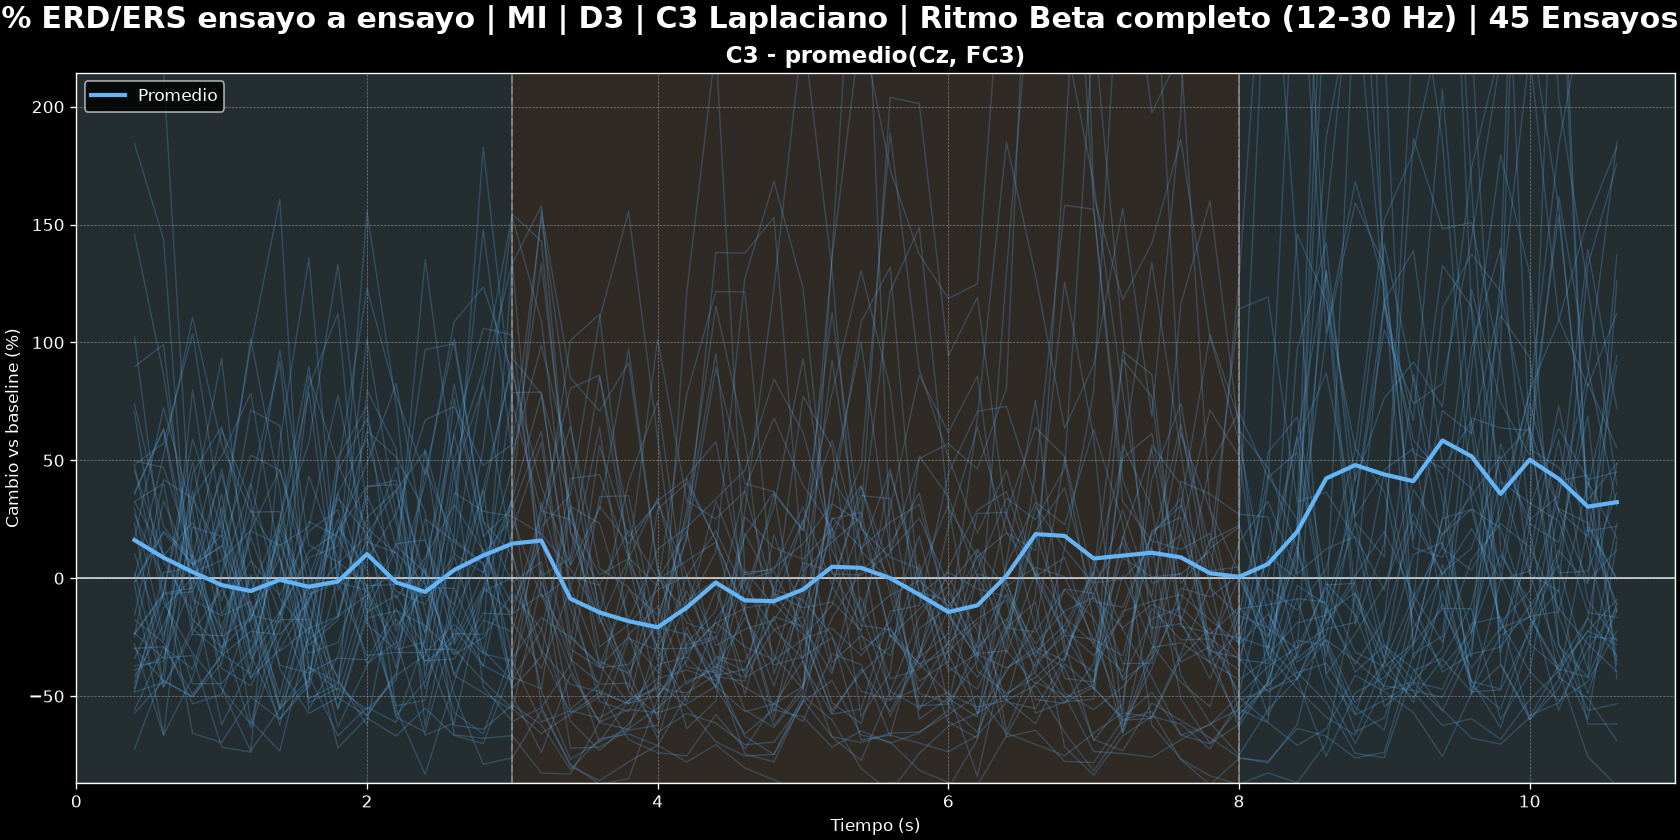 % ERD/ERS ensayo a ensayo | MI | D3 | C3 Laplaciano | Ritmo Beta completo (12-30 Hz) | 45 Ensayos
C3 - promedio(Cz, FC3)
Promedio
200
150
100
50
0
−50
Cambio vs baseline (%)
0 2 4 6 8 10
Tiempo (s)